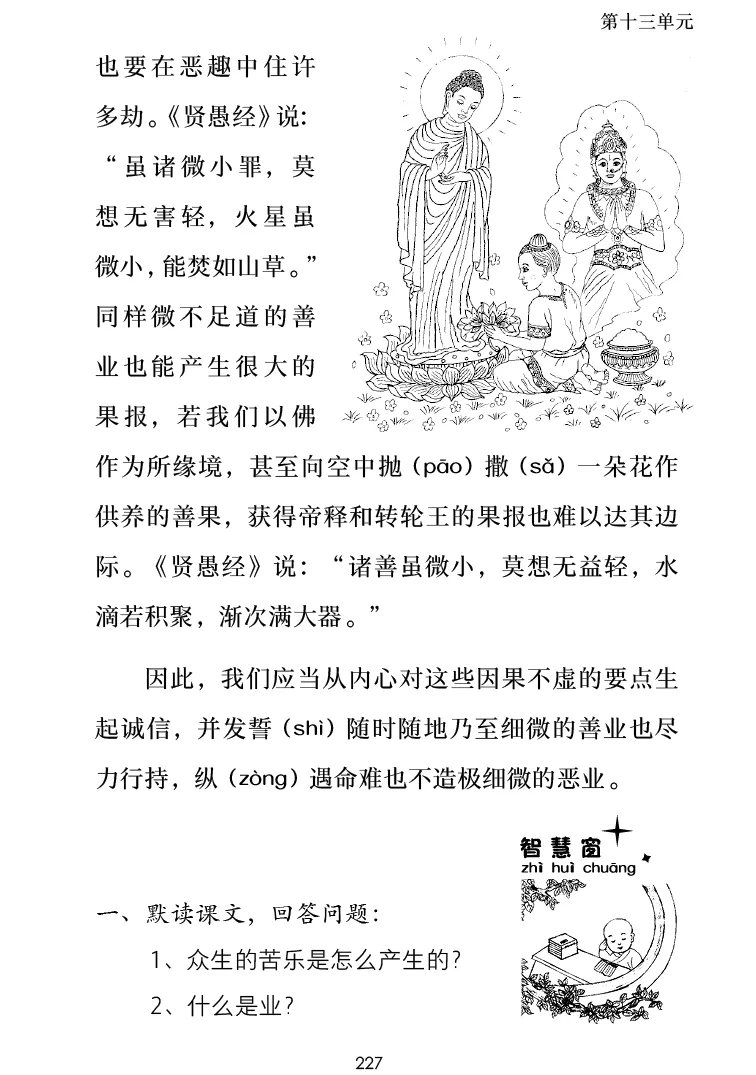 第十三单元
也要在恶趣中住许
多劫。《贤愚经》说：
“虽诸微小罪，莫
想无害轻，火星虽
微小，能焚如山草。”
同样微不足道的善
业也能产生很大的
果报，若我们以佛
作为所缘境，甚至向空中抛（pāo）撒（sǎ）一朵花作
供养的善果，获得帝释和转轮王的果报也难以达其边
际。《贤愚经》说：“诸善虽微小，莫想无益轻，水
滴若积聚，渐次满大器。”
因此，我们应当从内心对这些因果不虚的要点生
起诚信，并发誓（shì）随时随地乃至细微的善业也尽
力行持，纵（zòng）遇命难也不造极细微的恶业。
智慧窗
zhì huì chuāng
一、默读课文，回答问题：
1、众生的苦乐是怎么产生的？
2、什么是业？
227